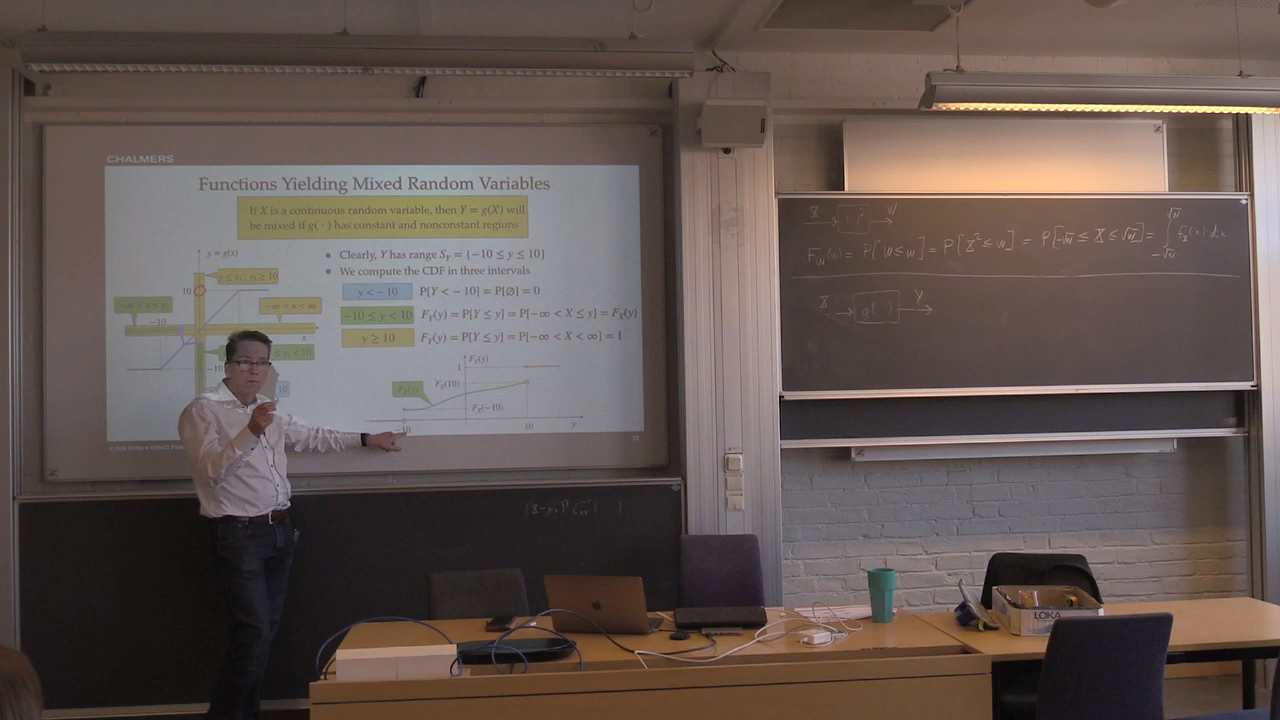 CHALMERS
Functions Yielding Mixed Random Variables
If X is a continuous random variable, then Y = g(X) will
be mixed if g( · ) has constant and nonconstant regions
y = g(x)
• Clearly, Y has range S_Y = {−10 ≤ y ≤ 10}
• We compute the CDF in three intervals
y < −10 P[Y < −10] = P[∅] = 0
−10 ≤ y < 10 F_Y(y) = P[Y ≤ y] = P[−∞ < X ≤ y] = F_X(y)
y ≥ 10 F_Y(y) = P[Y ≤ y] = P[−∞ < X < ∞] = 1
10
−∞ < x < ∞
−10
x
−10
F_Y(y)
1
F_X(10)
F_X(y)
F_X(−10)
−10
10
y
X
W
F_W(w) = P[W ≤ w] = P[X² ≤ w] = P[−√w ≤ X ≤ √w] = ∫_{−√w}^{√w} f_X(x) dx
X
g( )
Y
LOKA